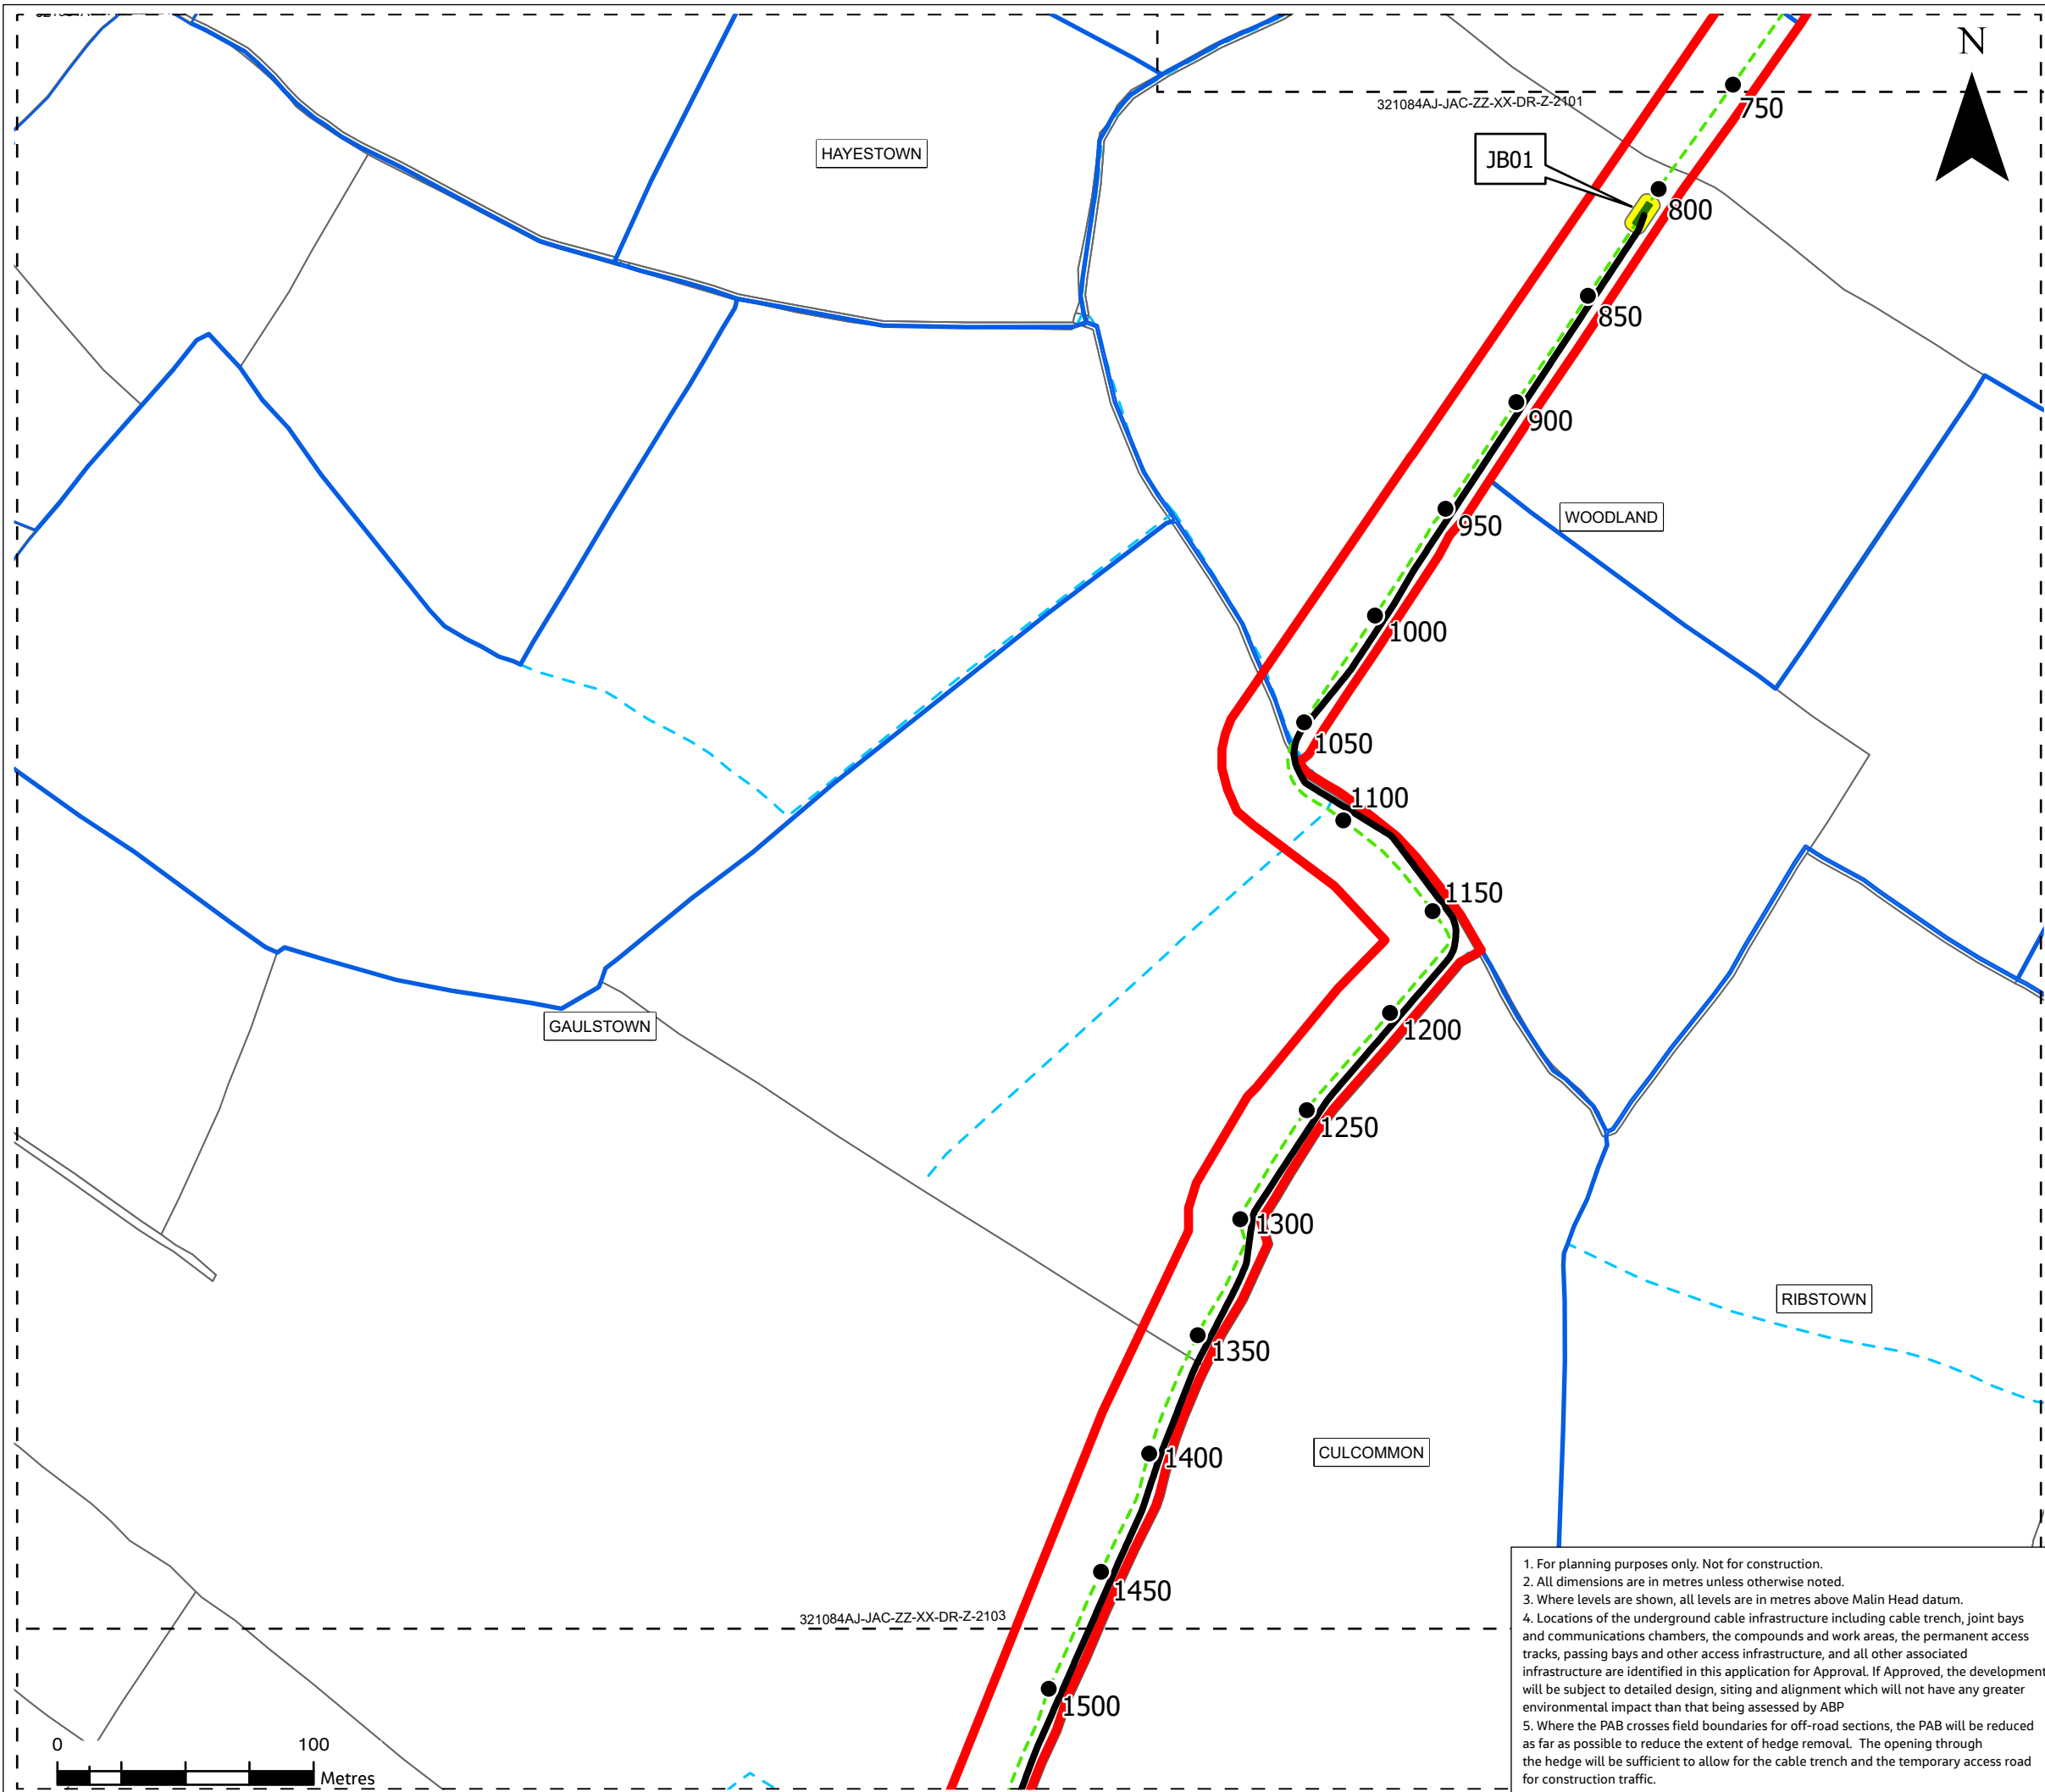 N
321084AJ-JAC-ZZ-XX-DR-Z-2101
750
HAYESTOWN
JB01
800
850
900
950
WOODLAND
1000
1050
1100
1150
GAULSTOWN
1200
1250
1300
RIBSTOWN
1350
CULCOMMON
1400
1450
321084AJ-JAC-ZZ-XX-DR-Z-2103
1500
0 100
Metres
1. For planning purposes only. Not for construction.
2. All dimensions are in metres unless otherwise noted.
3. Where levels are shown, all levels are in metres above Malin Head datum.
4. Locations of the underground cable infrastructure including cable trench, joint bays
and communications chambers, the compounds and work areas, the permanent access
tracks, passing bays and other access infrastructure, and all other associated
infrastructure are identified in this application for Approval. If Approved, the development
will be subject to detailed design, siting and alignment which will not have any greater
environmental impact than that being assessed by ABP
5. Where the PAB crosses field boundaries for off-road sections, the PAB will be reduced
as far as possible to reduce the extent of hedge removal. The opening through
the hedge will be sufficient to allow for the cable trench and the temporary access road
for construction traffic.